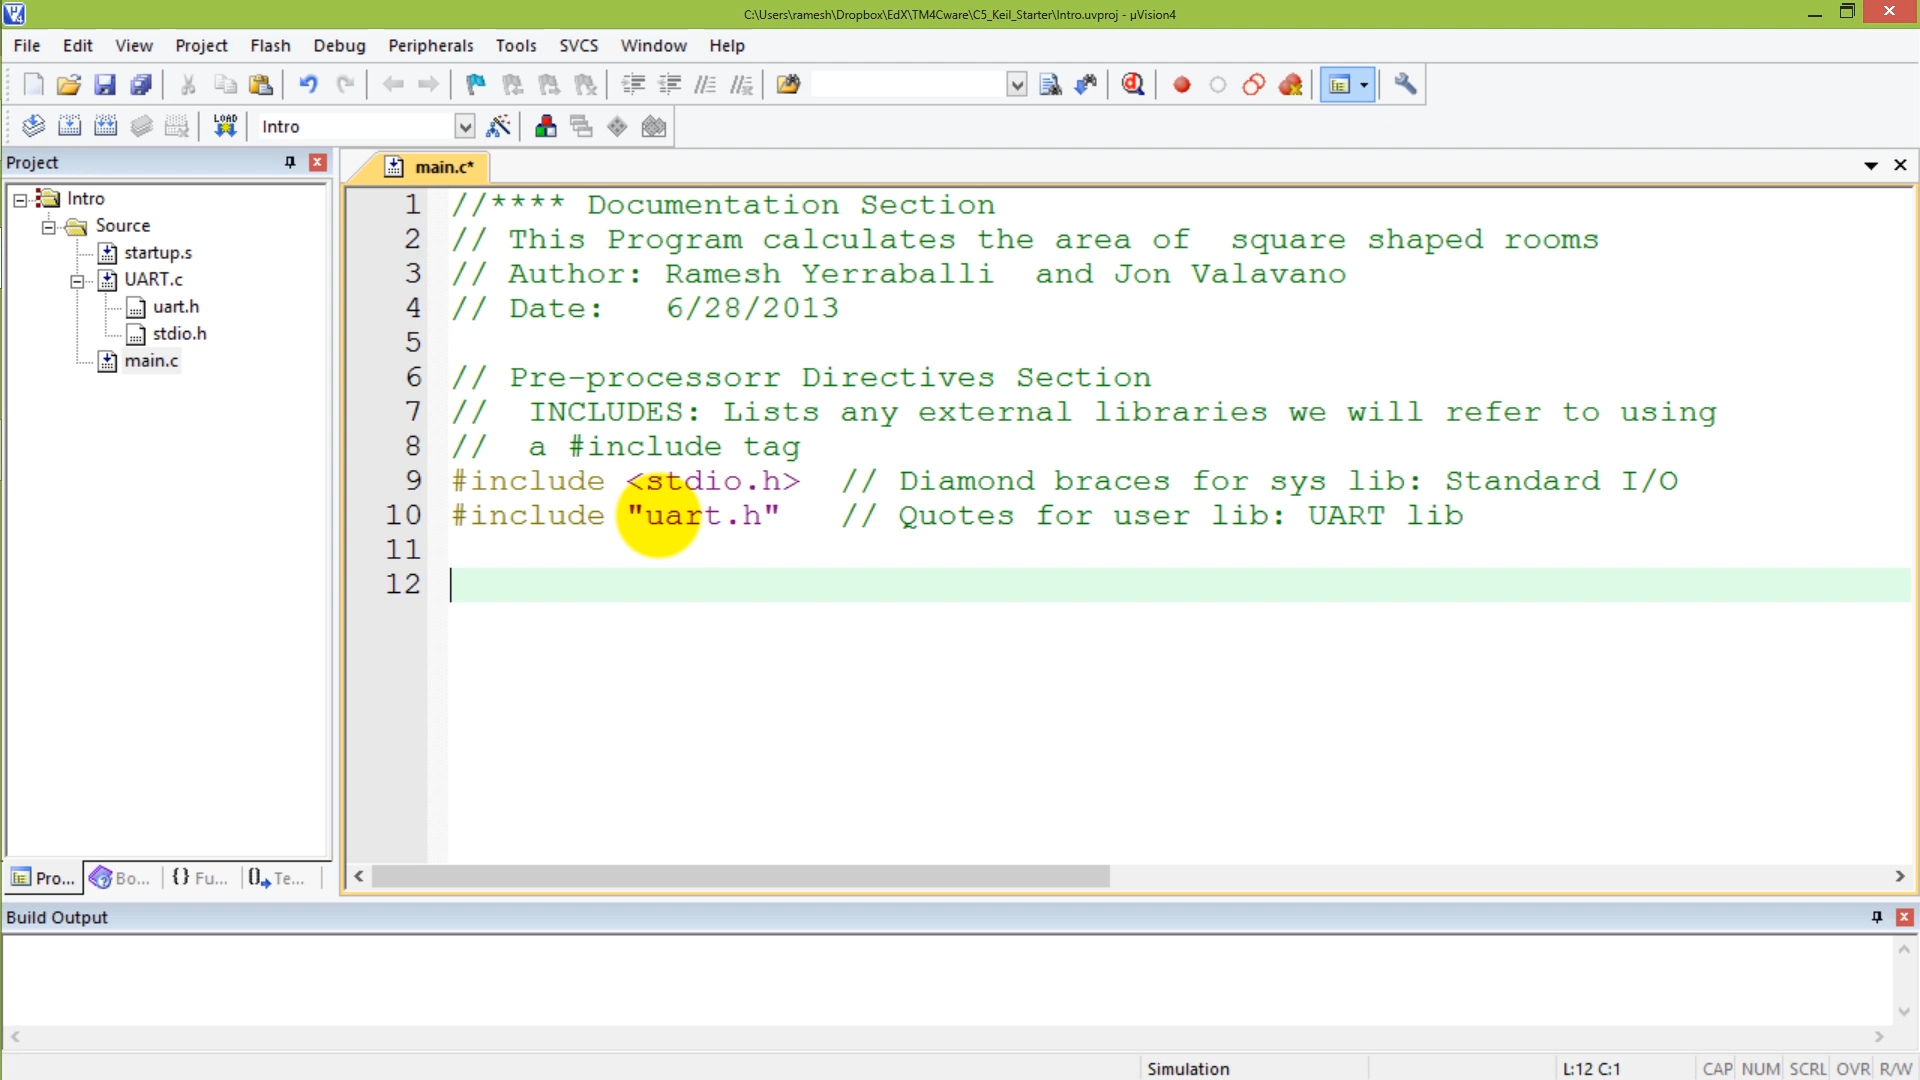 C:\Users\ramesh\Dropbox\EdX\TM4Cware\C5_Keil_Starter\Intro.uvproj - µVision4
File Edit View Project Flash Debug Peripherals Tools SVCS Window Help
LOAD Intro
Project
main.c*
Intro
Source
startup.s
UART.c
uart.h
stdio.h
main.c
1 //**** Documentation Section
2 // This Program calculates the area of  square shaped rooms
3 // Author: Ramesh Yerraballi  and Jon Valavano
4 // Date:   6/28/2013
5
6 // Pre-processorr Directives Section
7 //  INCLUDES: Lists any external libraries we will refer to using
8 //  a #include tag
9 #include <stdio.h>  // Diamond braces for sys lib: Standard I/O
10 #include "uart.h"   // Quotes for user lib: UART lib
11
12
Pro... Bo... {} Fu... Te...
Build Output
Simulation L:12 C:1 CAP NUM SCRL OVR R/W